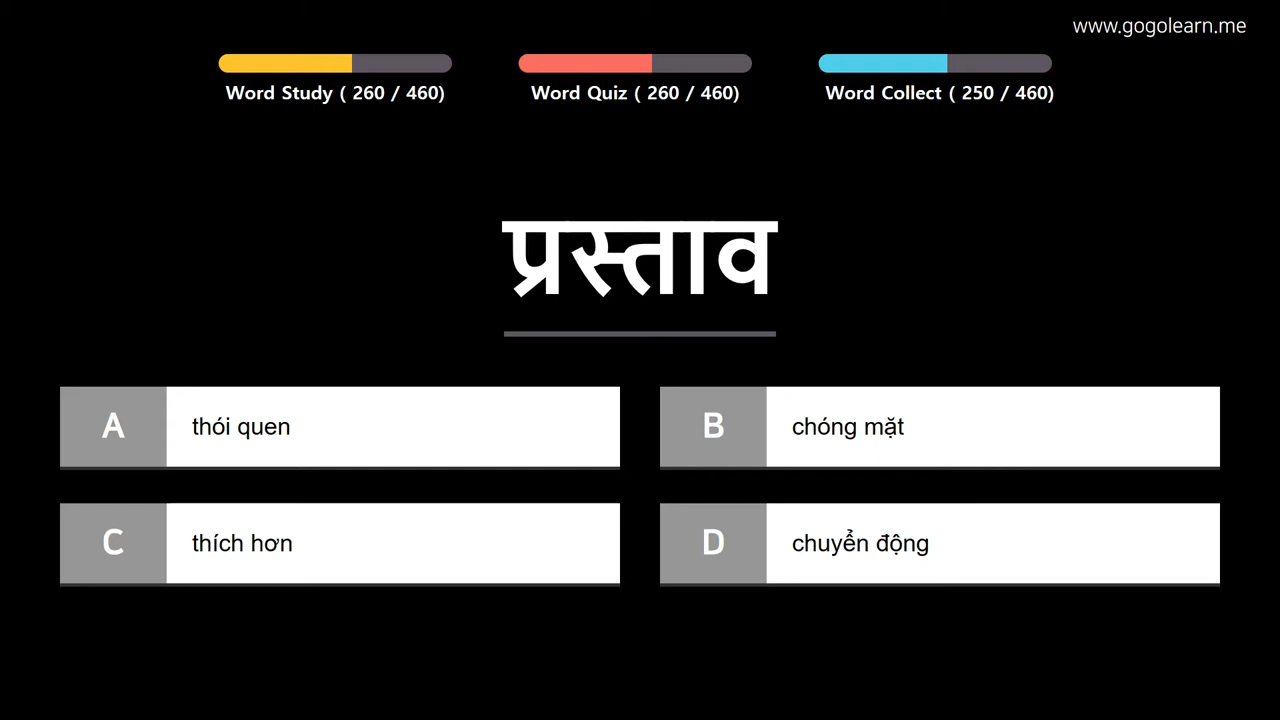 www.gogolearn.me
Word Study ( 260 / 460)
Word Quiz ( 260 / 460)
Word Collect ( 250 / 460)
प्रस्ताव
A thói quen
B chóng mặt
C thích hơn
D chuyển động